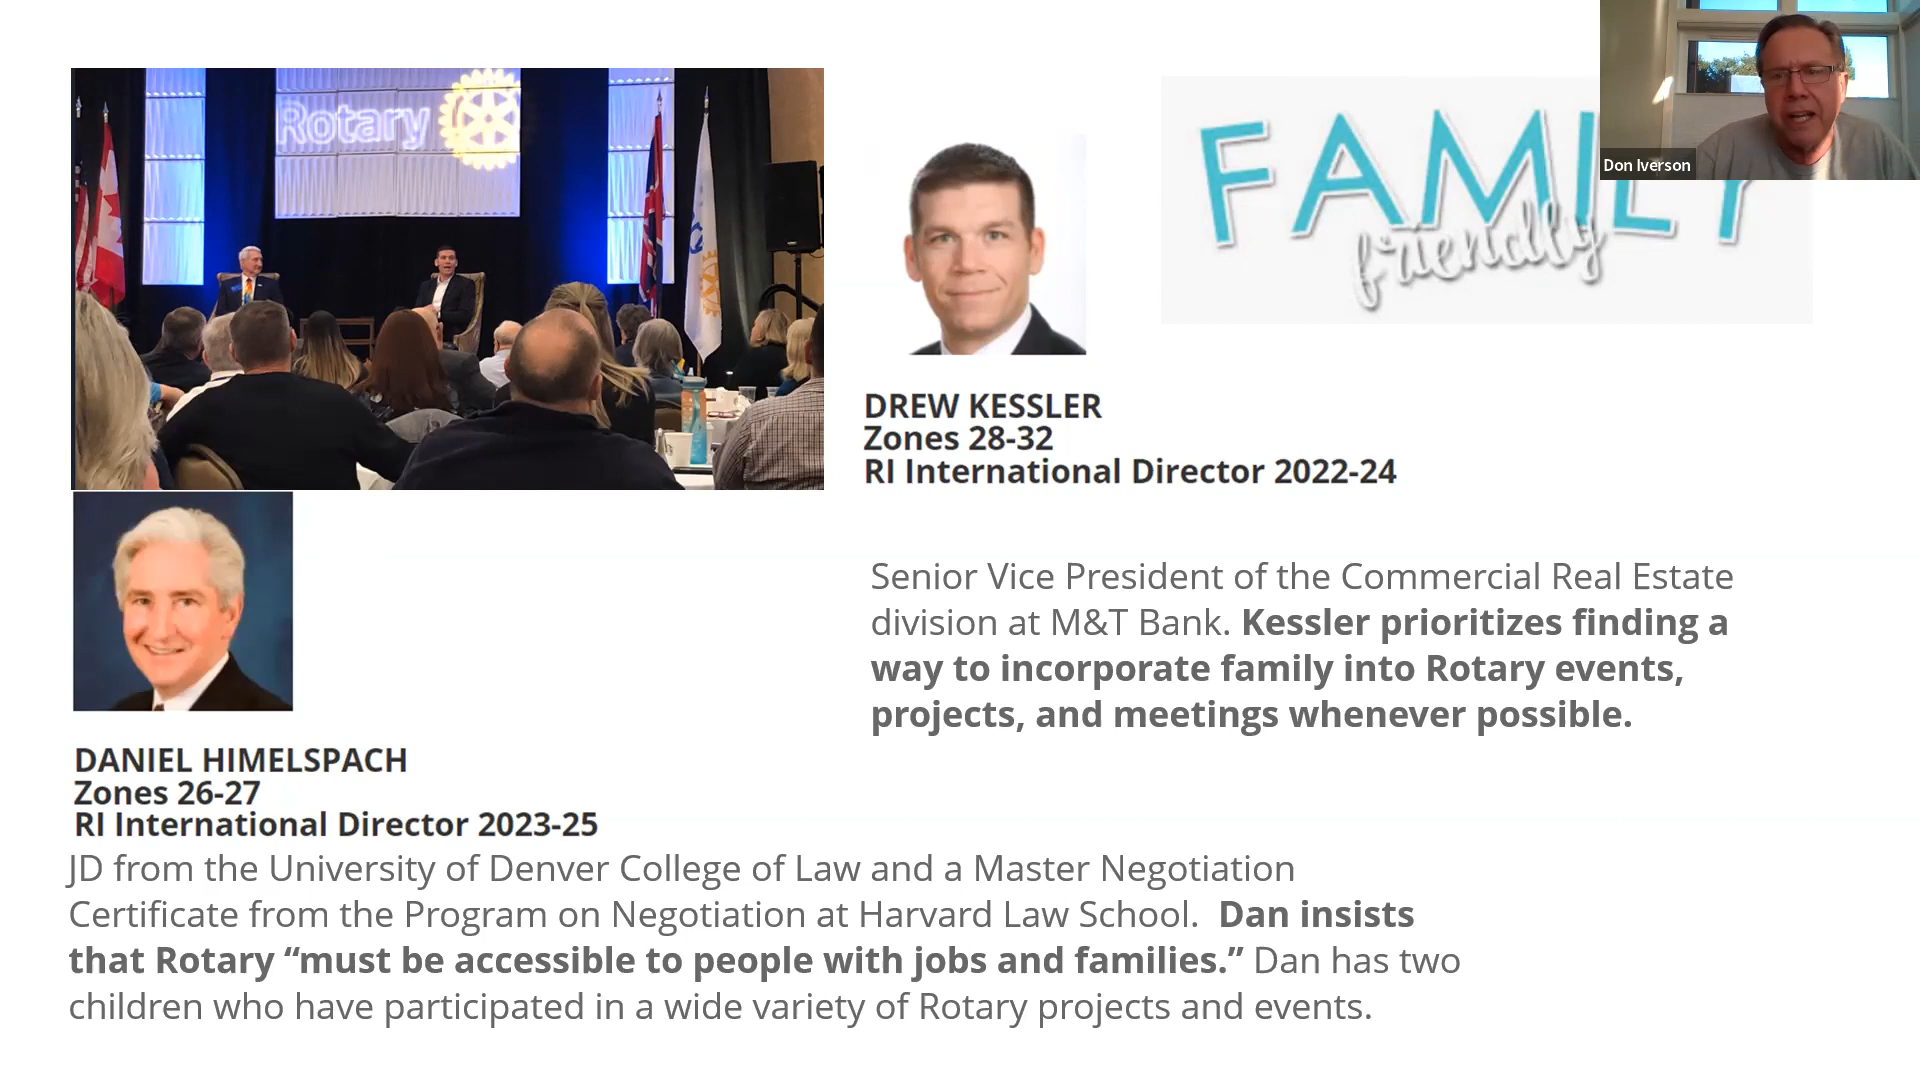 Rotary
FAMILY
friendly
Don Iverson
DREW KESSLER
Zones 28-32
RI International Director 2022-24
Senior Vice President of the Commercial Real Estate
division at M&T Bank. Kessler prioritizes finding a
way to incorporate family into Rotary events,
projects, and meetings whenever possible.
DANIEL HIMELSPACH
Zones 26-27
RI International Director 2023-25
JD from the University of Denver College of Law and a Master Negotiation
Certificate from the Program on Negotiation at Harvard Law School.  Dan insists
that Rotary “must be accessible to people with jobs and families.” Dan has two
children who have participated in a wide variety of Rotary projects and events.